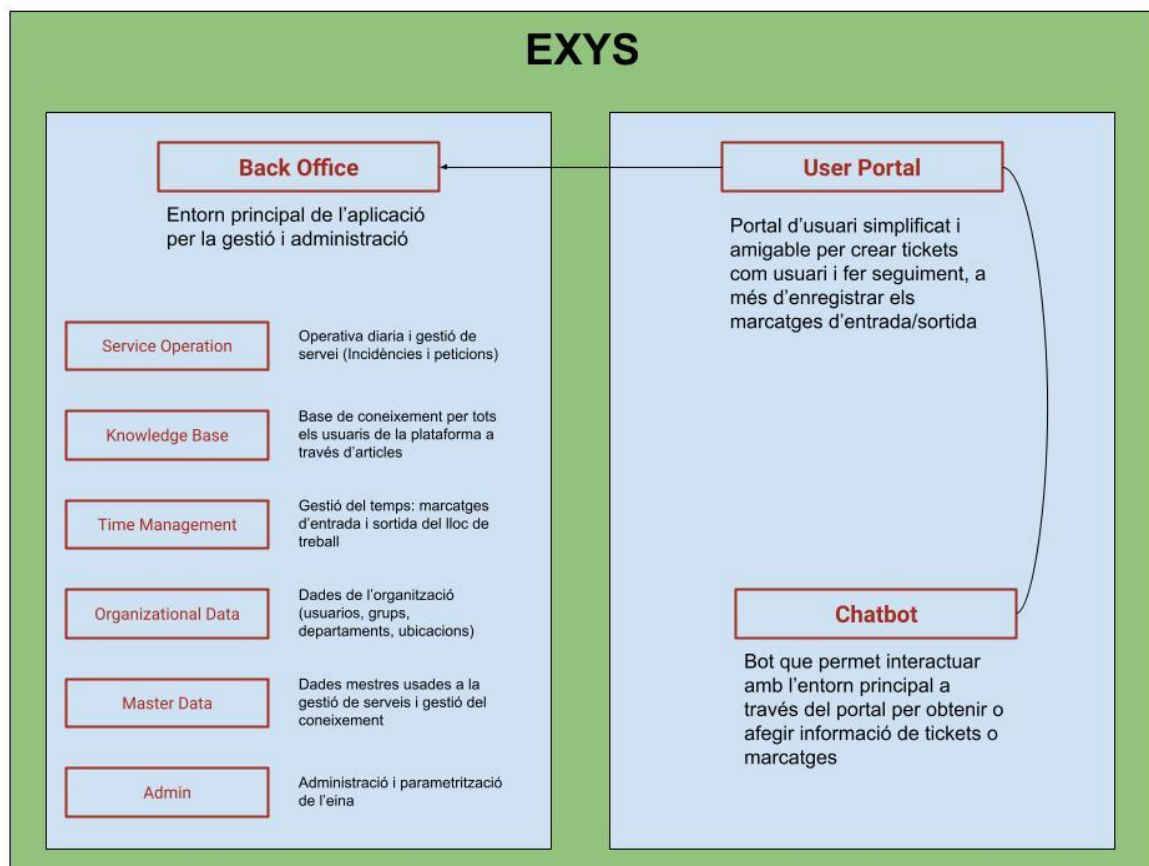 EXYS
Back Office
Entorn principal de l’aplicació
per la gestió i administració
Service Operation
Operativa diaria i gestió de
servei (Incidències i peticions)
Knowledge Base
Base de coneixement per tots
els usuaris de la plataforma a
través d’articles
Time Management
Gestió del temps: marcatges
d’entrada i sortida del lloc de
treball
Organizational Data
Dades de l’organització
(usuarios, grups,
departaments, ubicacions)
Master Data
Dades mestres usades a la
gestió de serveis i gestió del
coneixement
Admin
Administració i parametrització
de l’eina
User Portal
Portal d’usuari simplificat i
amigable per crear tickets
com usuari i fer seguiment, a
més d’enregistrar els
marcatges d’entrada/sortida
Chatbot
Bot que permet interactuar
amb l’entorn principal a
través del portal per obtenir o
afegir informació de tickets o
marcatges